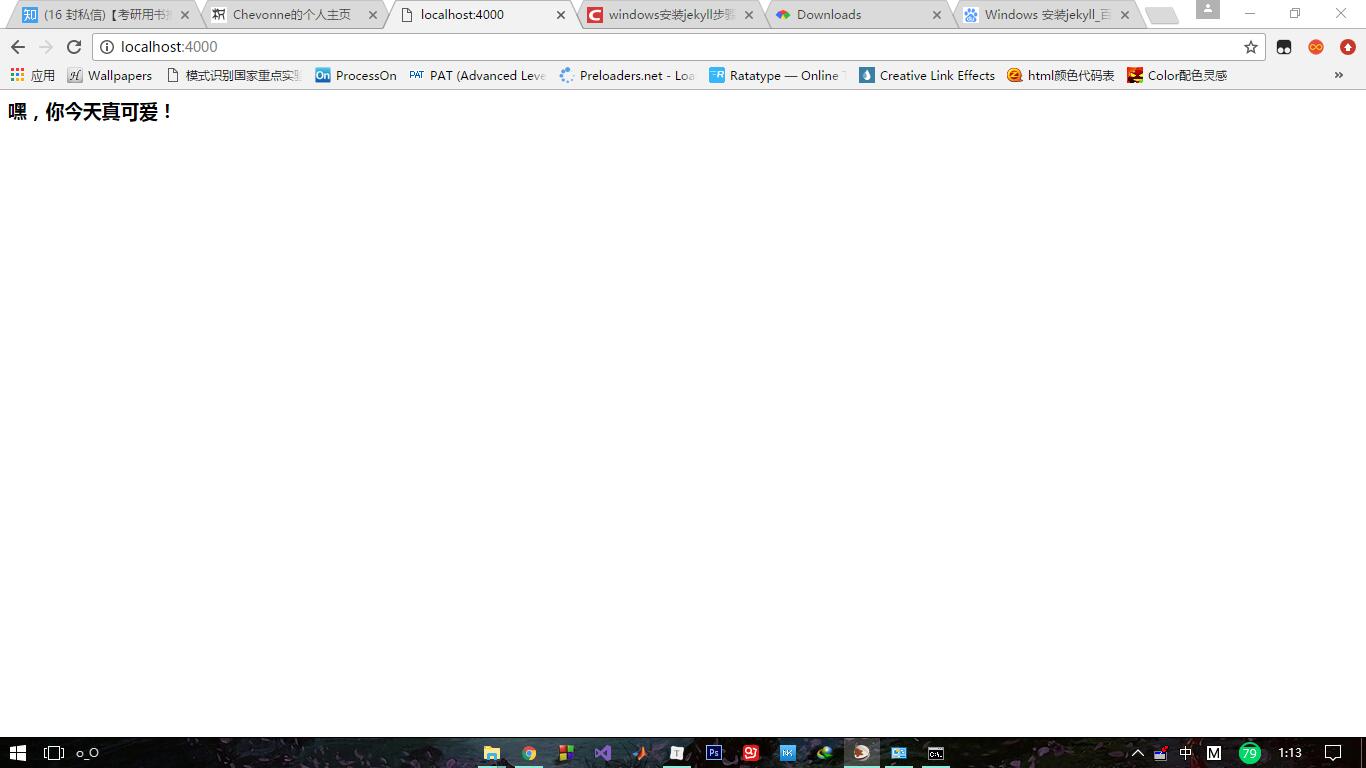 (16 封私信)【考研用书推
Chevonne的个人主页
localhost:4000
windows安装jekyll步骤
Downloads
Windows 安装jekyll_百
localhost:4000
应用
Wallpapers
模式识别国家重点实验
ProcessOn
PAT (Advanced Leve
Preloaders.net - Loa
Ratatype — Online T
Creative Link Effects
html颜色代码表
Color配色灵感
»
嘿，你今天真可爱！
o_O
中
M
79
1:13